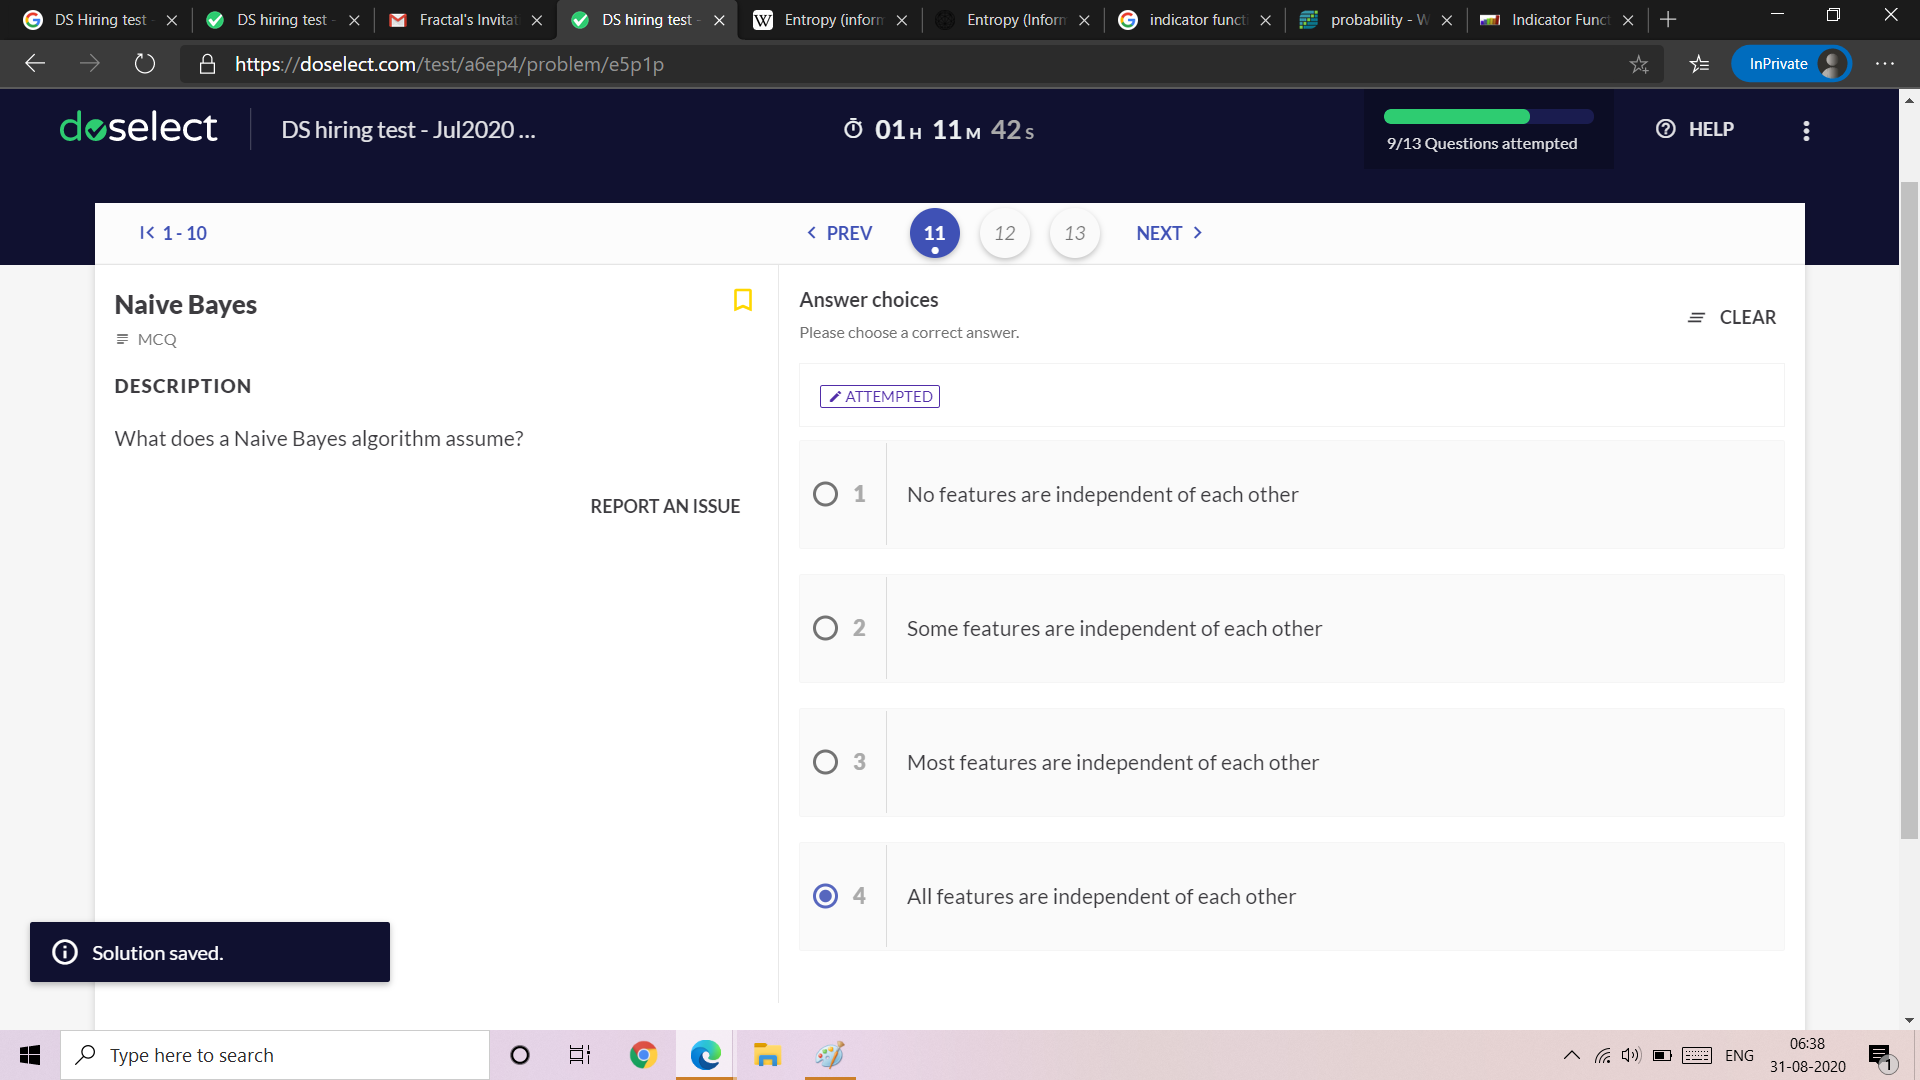 DS Hiring test
DS hiring test -
Fractal's Invitat
DS hiring test -
Entropy (inform
Entropy (Inform
indicator functi
probability - W
Indicator Funct
https://doselect.com/test/a6ep4/problem/e5p1p
InPrivate
doselect
DS hiring test - Jul2020 ...
01 H 11 M 42 S
9/13 Questions attempted
HELP
1 - 10
PREV
11
12
13
NEXT
Naive Bayes
MCQ
DESCRIPTION
What does a Naive Bayes algorithm assume?
REPORT AN ISSUE
Answer choices
Please choose a correct answer.
CLEAR
ATTEMPTED
1 No features are independent of each other
2 Some features are independent of each other
3 Most features are independent of each other
4 All features are independent of each other
Solution saved.
Type here to search
ENG
06:38
31-08-2020
1